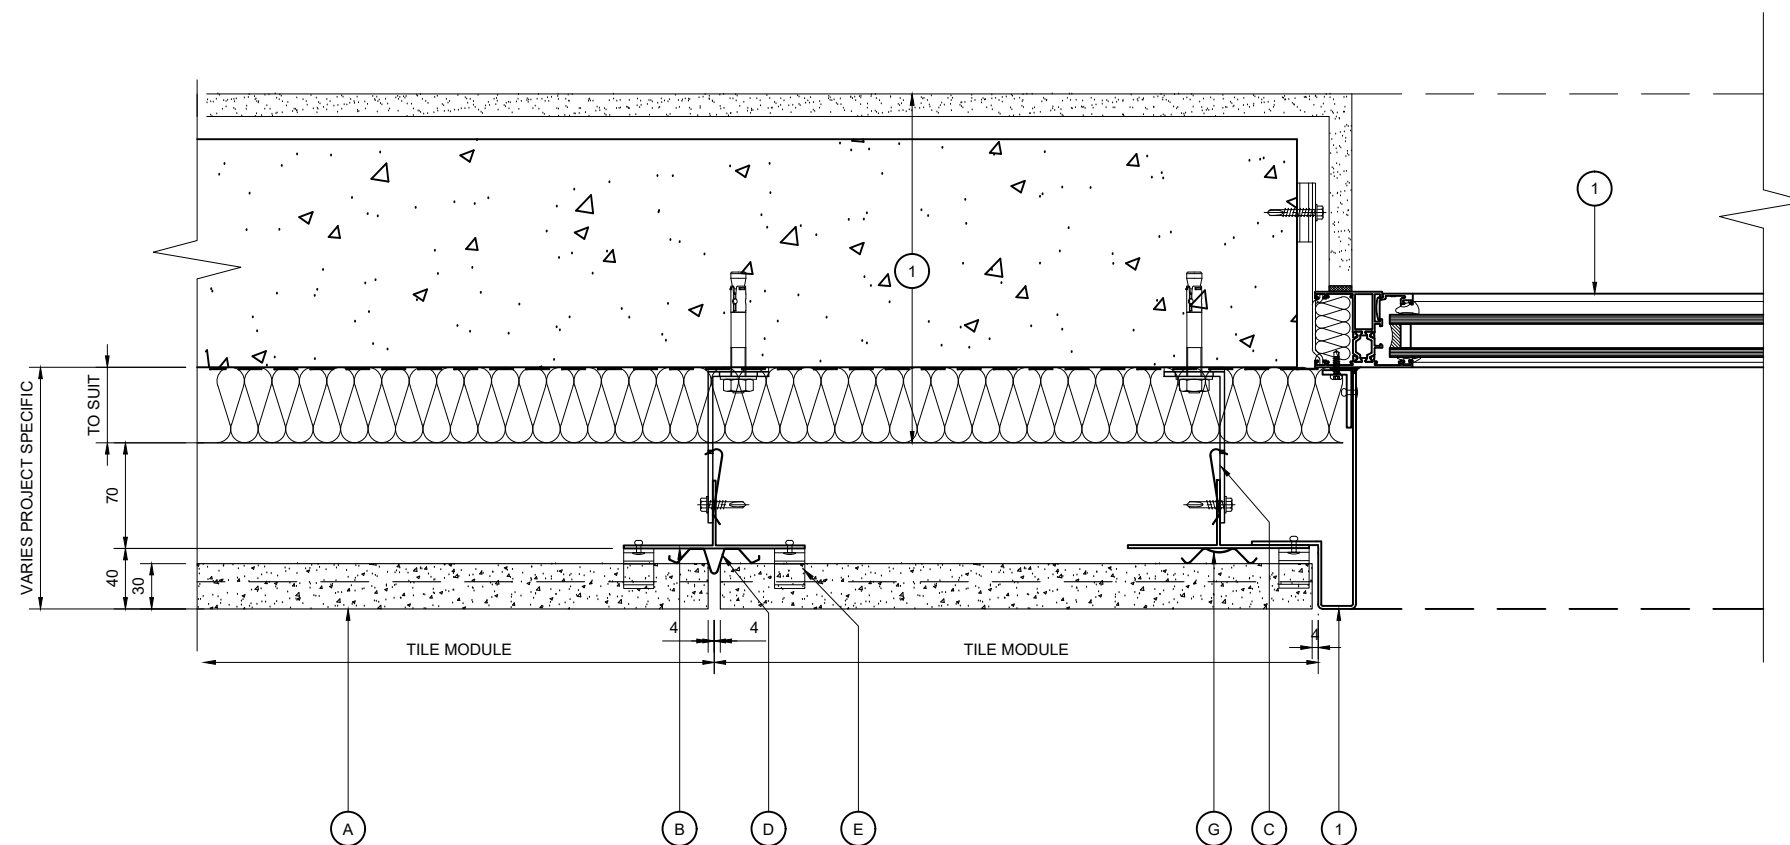 1
1
VARIES PROJECT SPECIFIC
TO SUIT
70
40
30
4
4
4
TILE MODULE
TILE MODULE
A
B
D
E
G
C
1